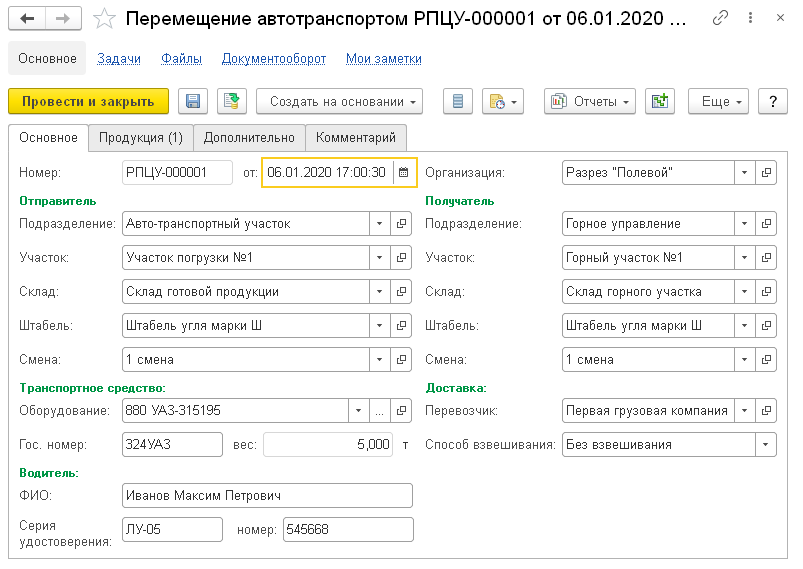 Перемещение автотранспортом РПЦУ-000001 от 06.01.2020 17:00:30 ...
Основное Задачи Файлы Документооборот Мои заметки
Провести и закрыть Создать на основании Отчеты Еще ?
Основное Продукция (1) Дополнительно Комментарий
Номер: РПЦУ-000001 от: 06.01.2020 17:00:30 Организация: Разрез "Полевой"
Отправитель Получатель
Подразделение: Авто-транспортный участок Подразделение: Горное управление
Участок: Участок погрузки №1 Участок: Горный участок №1
Склад: Склад готовой продукции Склад: Склад горного участка
Штабель: Штабель угля марки Ш Штабель: Штабель угля марки Ш
Смена: 1 смена Смена: 1 смена
Транспортное средство: Доставка:
Оборудование: 880 УАЗ-315195 ... Перевозчик: Первая грузовая компания
Гос. номер: 324УАЗ вес: 5,000 т Способ взвешивания: Без взвешивания
Водитель:
ФИО: Иванов Максим Петрович
Серия
удостоверения: ЛУ-05 номер: 545668